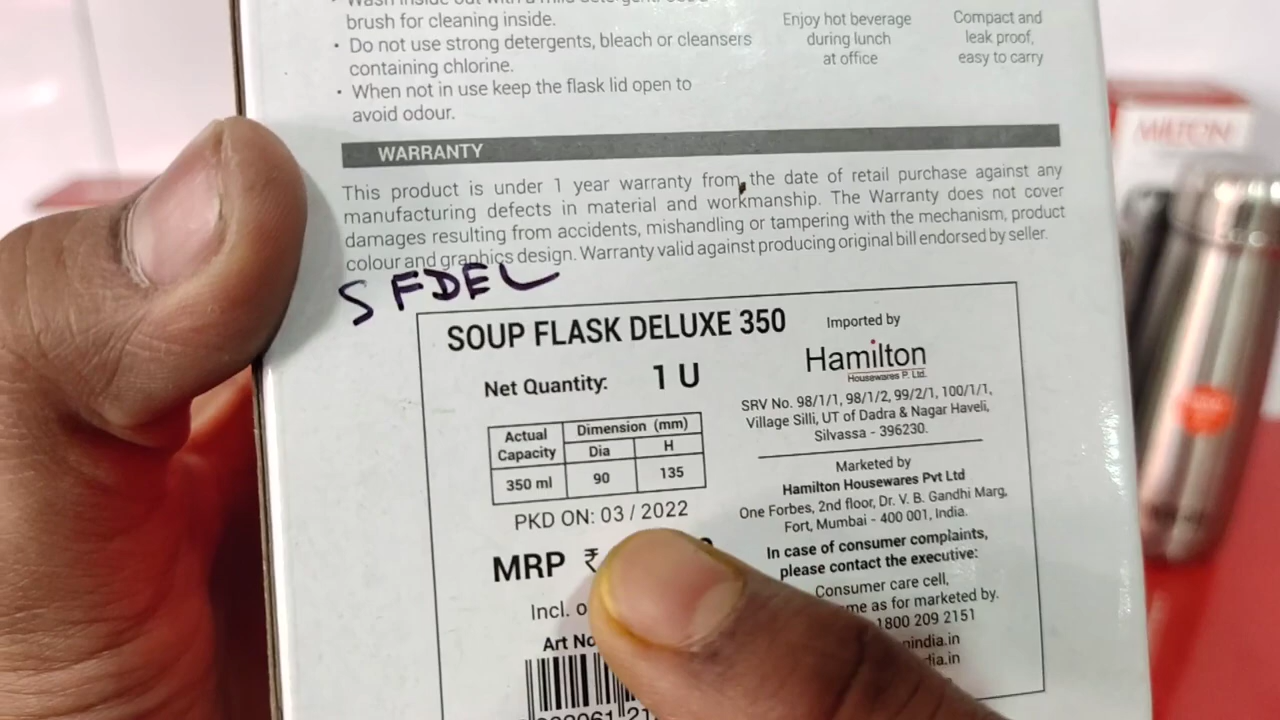 brush for cleaning inside.
• Do not use strong detergents, bleach or cleansers
containing chlorine.
• When not in use keep the flask lid open to
avoid odour.
Enjoy hot beverage
during lunch
at office
Compact and
leak proof,
easy to carry
WARRANTY
This product is under 1 year warranty from the date of retail purchase against any
manufacturing defects in material and workmanship. The Warranty does not cover
damages resulting from accidents, mishandling or tampering with the mechanism, product
colour and graphics design. Warranty valid against producing original bill endorsed by seller.
SFDEL
SOUP FLASK DELUXE 350
Net Quantity: 1 U
Actual
Capacity
Dimension (mm)
Dia H
350 ml 90 135
PKD ON: 03 / 2022
MRP ₹
Incl.
Art
Imported by
Hamilton
Housewares P. Ltd.
SRV No. 98/1/1, 98/1/2, 99/2/1, 100/1/1,
Village Silli, UT of Dadra & Nagar Haveli,
Silvassa - 396230.
Marketed by
Hamilton Housewares Pvt Ltd
One Forbes, 2nd floor, Dr. V. B. Gandhi Marg,
Fort, Mumbai - 400 001, India.
In case of consumer complaints,
please contact the executive:
Consumer care cell,
as for marketed by.
1800 209 2151
MILTON